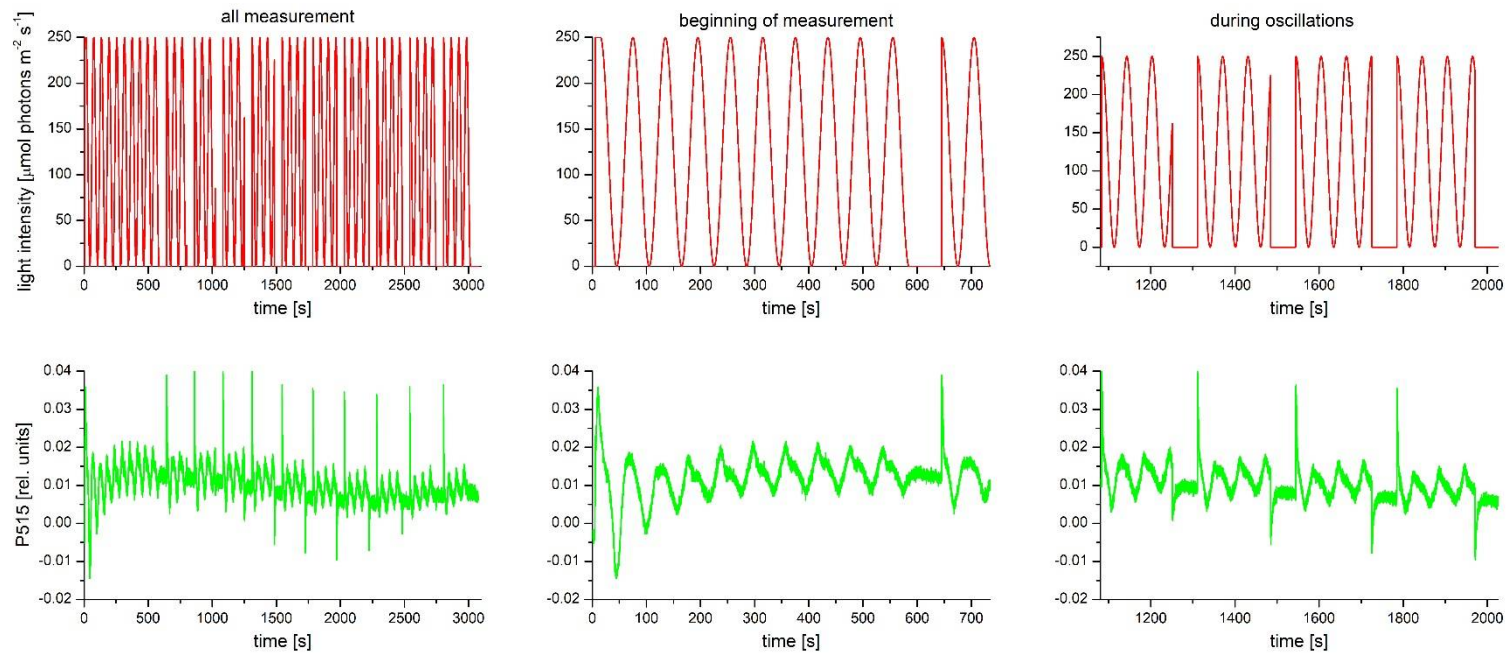 all measurement
beginning of measurement
during oscillations
light intensity [μmol photons m⁻² s⁻¹]
250
200
150
100
50
0
0 500 1000 1500 2000 2500 3000
time [s]
250
200
150
100
50
0
0 100 200 300 400 500 600 700
time [s]
250
200
150
100
50
0
1200 1400 1600 1800 2000
time [s]
P515 [rel. units]
0.04
0.03
0.02
0.01
0.00
-0.01
-0.02
0 500 1000 1500 2000 2500 3000
time [s]
0.04
0.03
0.02
0.01
0.00
-0.01
-0.02
0 100 200 300 400 500 600 700
time [s]
0.04
0.03
0.02
0.01
0.00
-0.01
-0.02
1200 1400 1600 1800 2000
time [s]